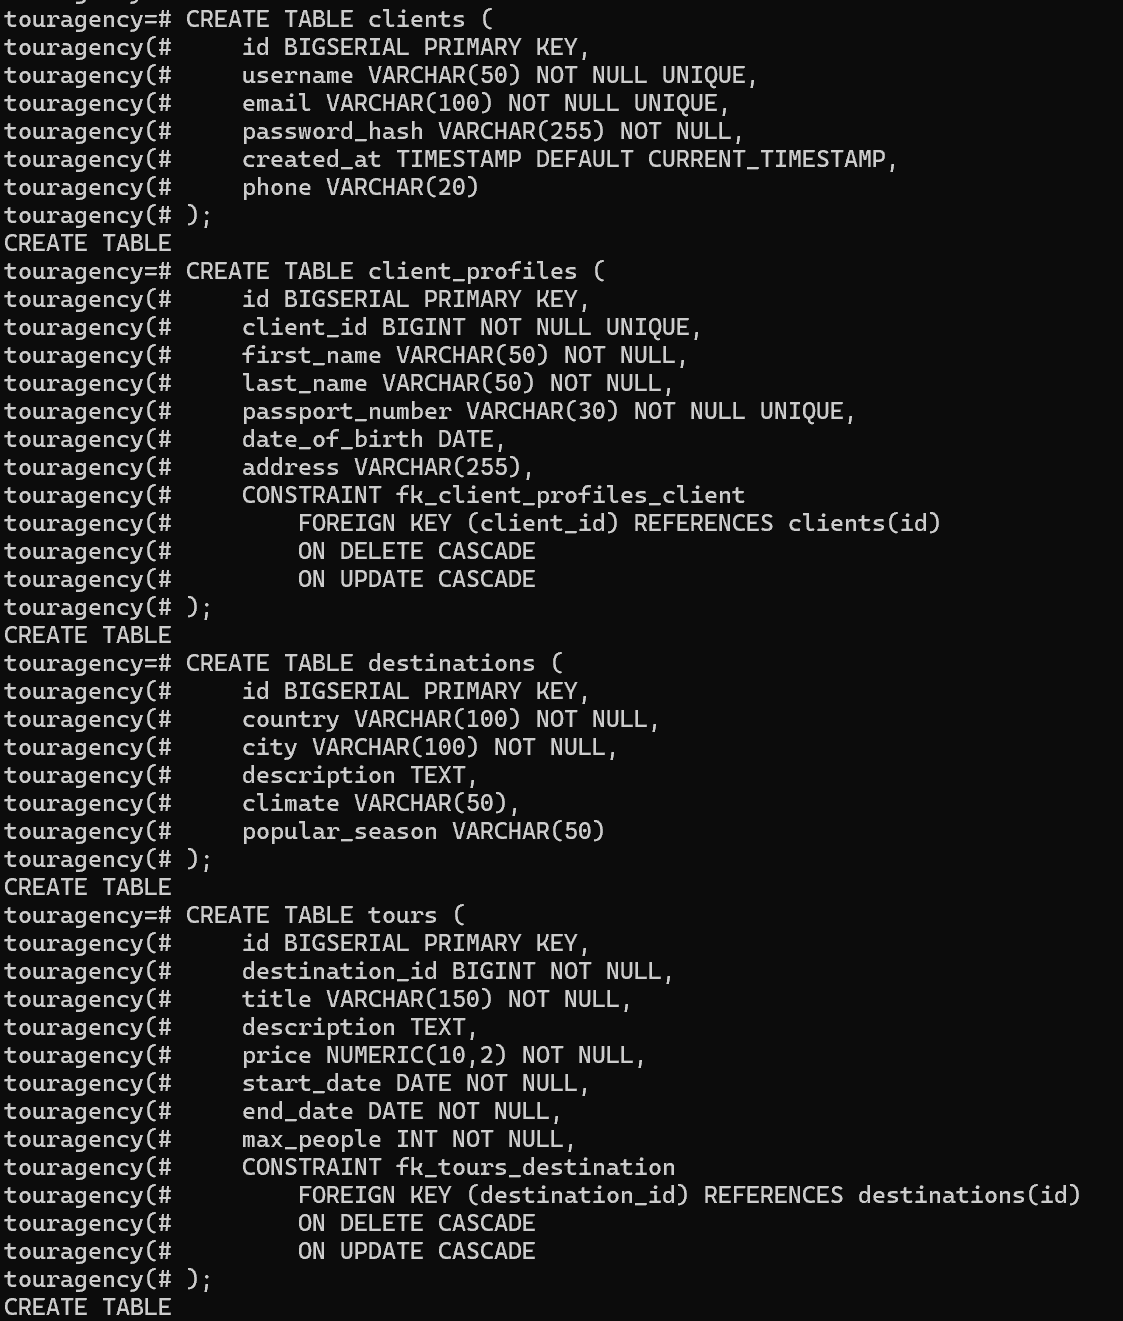 touragency=# CREATE TABLE clients (
touragency(#     id BIGSERIAL PRIMARY KEY,
touragency(#     username VARCHAR(50) NOT NULL UNIQUE,
touragency(#     email VARCHAR(100) NOT NULL UNIQUE,
touragency(#     password_hash VARCHAR(255) NOT NULL,
touragency(#     created_at TIMESTAMP DEFAULT CURRENT_TIMESTAMP,
touragency(#     phone VARCHAR(20)
touragency(# );
CREATE TABLE
touragency=# CREATE TABLE client_profiles (
touragency(#     id BIGSERIAL PRIMARY KEY,
touragency(#     client_id BIGINT NOT NULL UNIQUE,
touragency(#     first_name VARCHAR(50) NOT NULL,
touragency(#     last_name VARCHAR(50) NOT NULL,
touragency(#     passport_number VARCHAR(30) NOT NULL UNIQUE,
touragency(#     date_of_birth DATE,
touragency(#     address VARCHAR(255),
touragency(#     CONSTRAINT fk_client_profiles_client
touragency(#         FOREIGN KEY (client_id) REFERENCES clients(id)
touragency(#         ON DELETE CASCADE
touragency(#         ON UPDATE CASCADE
touragency(# );
CREATE TABLE
touragency=# CREATE TABLE destinations (
touragency(#     id BIGSERIAL PRIMARY KEY,
touragency(#     country VARCHAR(100) NOT NULL,
touragency(#     city VARCHAR(100) NOT NULL,
touragency(#     description TEXT,
touragency(#     climate VARCHAR(50),
touragency(#     popular_season VARCHAR(50)
touragency(# );
CREATE TABLE
touragency=# CREATE TABLE tours (
touragency(#     id BIGSERIAL PRIMARY KEY,
touragency(#     destination_id BIGINT NOT NULL,
touragency(#     title VARCHAR(150) NOT NULL,
touragency(#     description TEXT,
touragency(#     price NUMERIC(10,2) NOT NULL,
touragency(#     start_date DATE NOT NULL,
touragency(#     end_date DATE NOT NULL,
touragency(#     max_people INT NOT NULL,
touragency(#     CONSTRAINT fk_tours_destination
touragency(#         FOREIGN KEY (destination_id) REFERENCES destinations(id)
touragency(#         ON DELETE CASCADE
touragency(#         ON UPDATE CASCADE
touragency(# );
CREATE TABLE